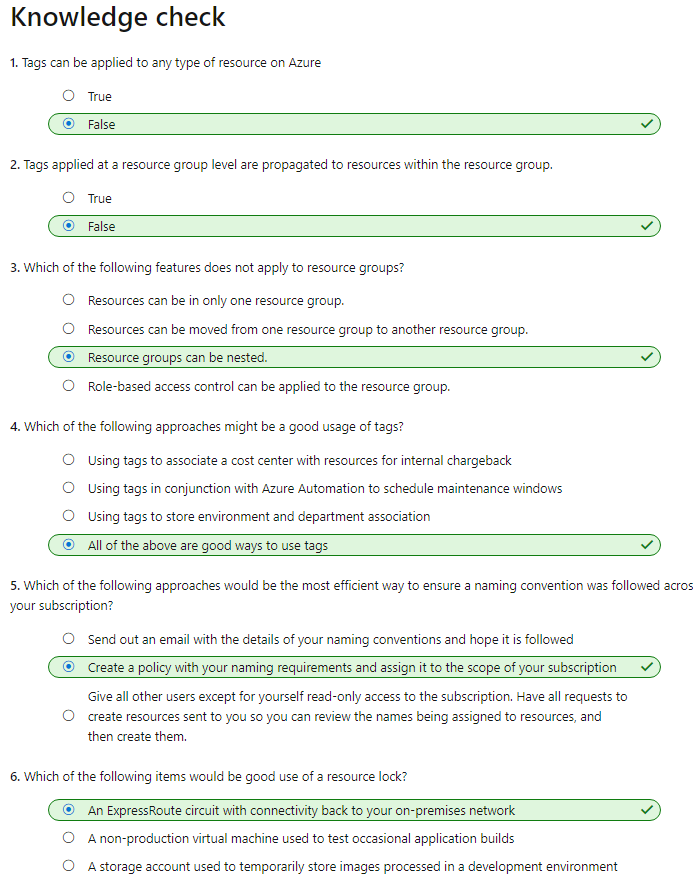 Knowledge check
1. Tags can be applied to any type of resource on Azure
True
False
2. Tags applied at a resource group level are propagated to resources within the resource group.
True
False
3. Which of the following features does not apply to resource groups?
Resources can be in only one resource group.
Resources can be moved from one resource group to another resource group.
Resource groups can be nested.
Role-based access control can be applied to the resource group.
4. Which of the following approaches might be a good usage of tags?
Using tags to associate a cost center with resources for internal chargeback
Using tags in conjunction with Azure Automation to schedule maintenance windows
Using tags to store environment and department association
All of the above are good ways to use tags
5. Which of the following approaches would be the most efficient way to ensure a naming convention was followed acros
your subscription?
Send out an email with the details of your naming conventions and hope it is followed
Create a policy with your naming requirements and assign it to the scope of your subscription
Give all other users except for yourself read-only access to the subscription. Have all requests to
create resources sent to you so you can review the names being assigned to resources, and
then create them.
6. Which of the following items would be good use of a resource lock?
An ExpressRoute circuit with connectivity back to your on-premises network
A non-production virtual machine used to test occasional application builds
A storage account used to temporarily store images processed in a development environment